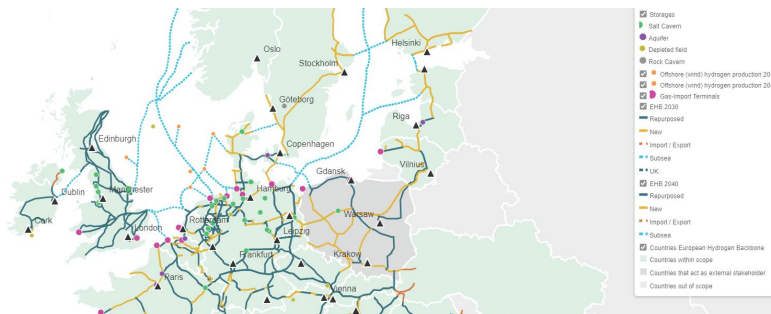 Oslo
Helsinki
Stockholm
Göteborg
Riga
Edinburgh
Copenhagen
Vilnius
Gdansk
Dublin
Manchester
Hamburg
Cork
Rotterdam
Warsaw
London
Leipzig
Frankfurt
Krakow
Paris
Vienna
Storages
Salt Cavern
Aquifer
Depleted field
Rock Cavern
Offshore (wind) hydrogen production 20
Offshore (wind) hydrogen production 20
Gas-Import Terminals
EHB 2030
Repurposed
New
Import / Export
Subsea
UK
EHB 2040
Repurposed
New
Import / Export
Subsea
Countries European Hydrogen Backbone
Countries within scope
Countries that act as external stakeholder
Countries out of scope